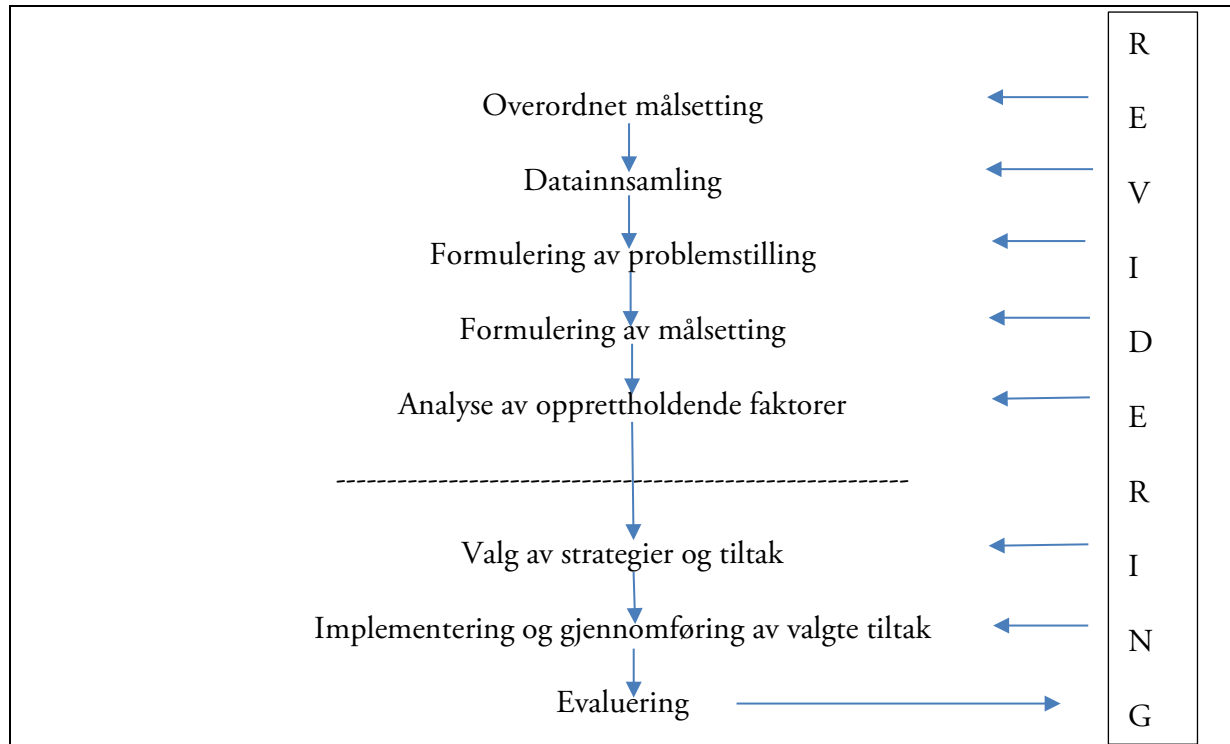 Overordnet målsetting
Datainnsamling
Formulering av problemstilling
Formulering av målsetting
Analyse av opprettholdende faktorer
Valg av strategier og tiltak
Implementering og gjennomføring av valgte tiltak
Evaluering
R
E
V
I
D
E
R
I
N
G